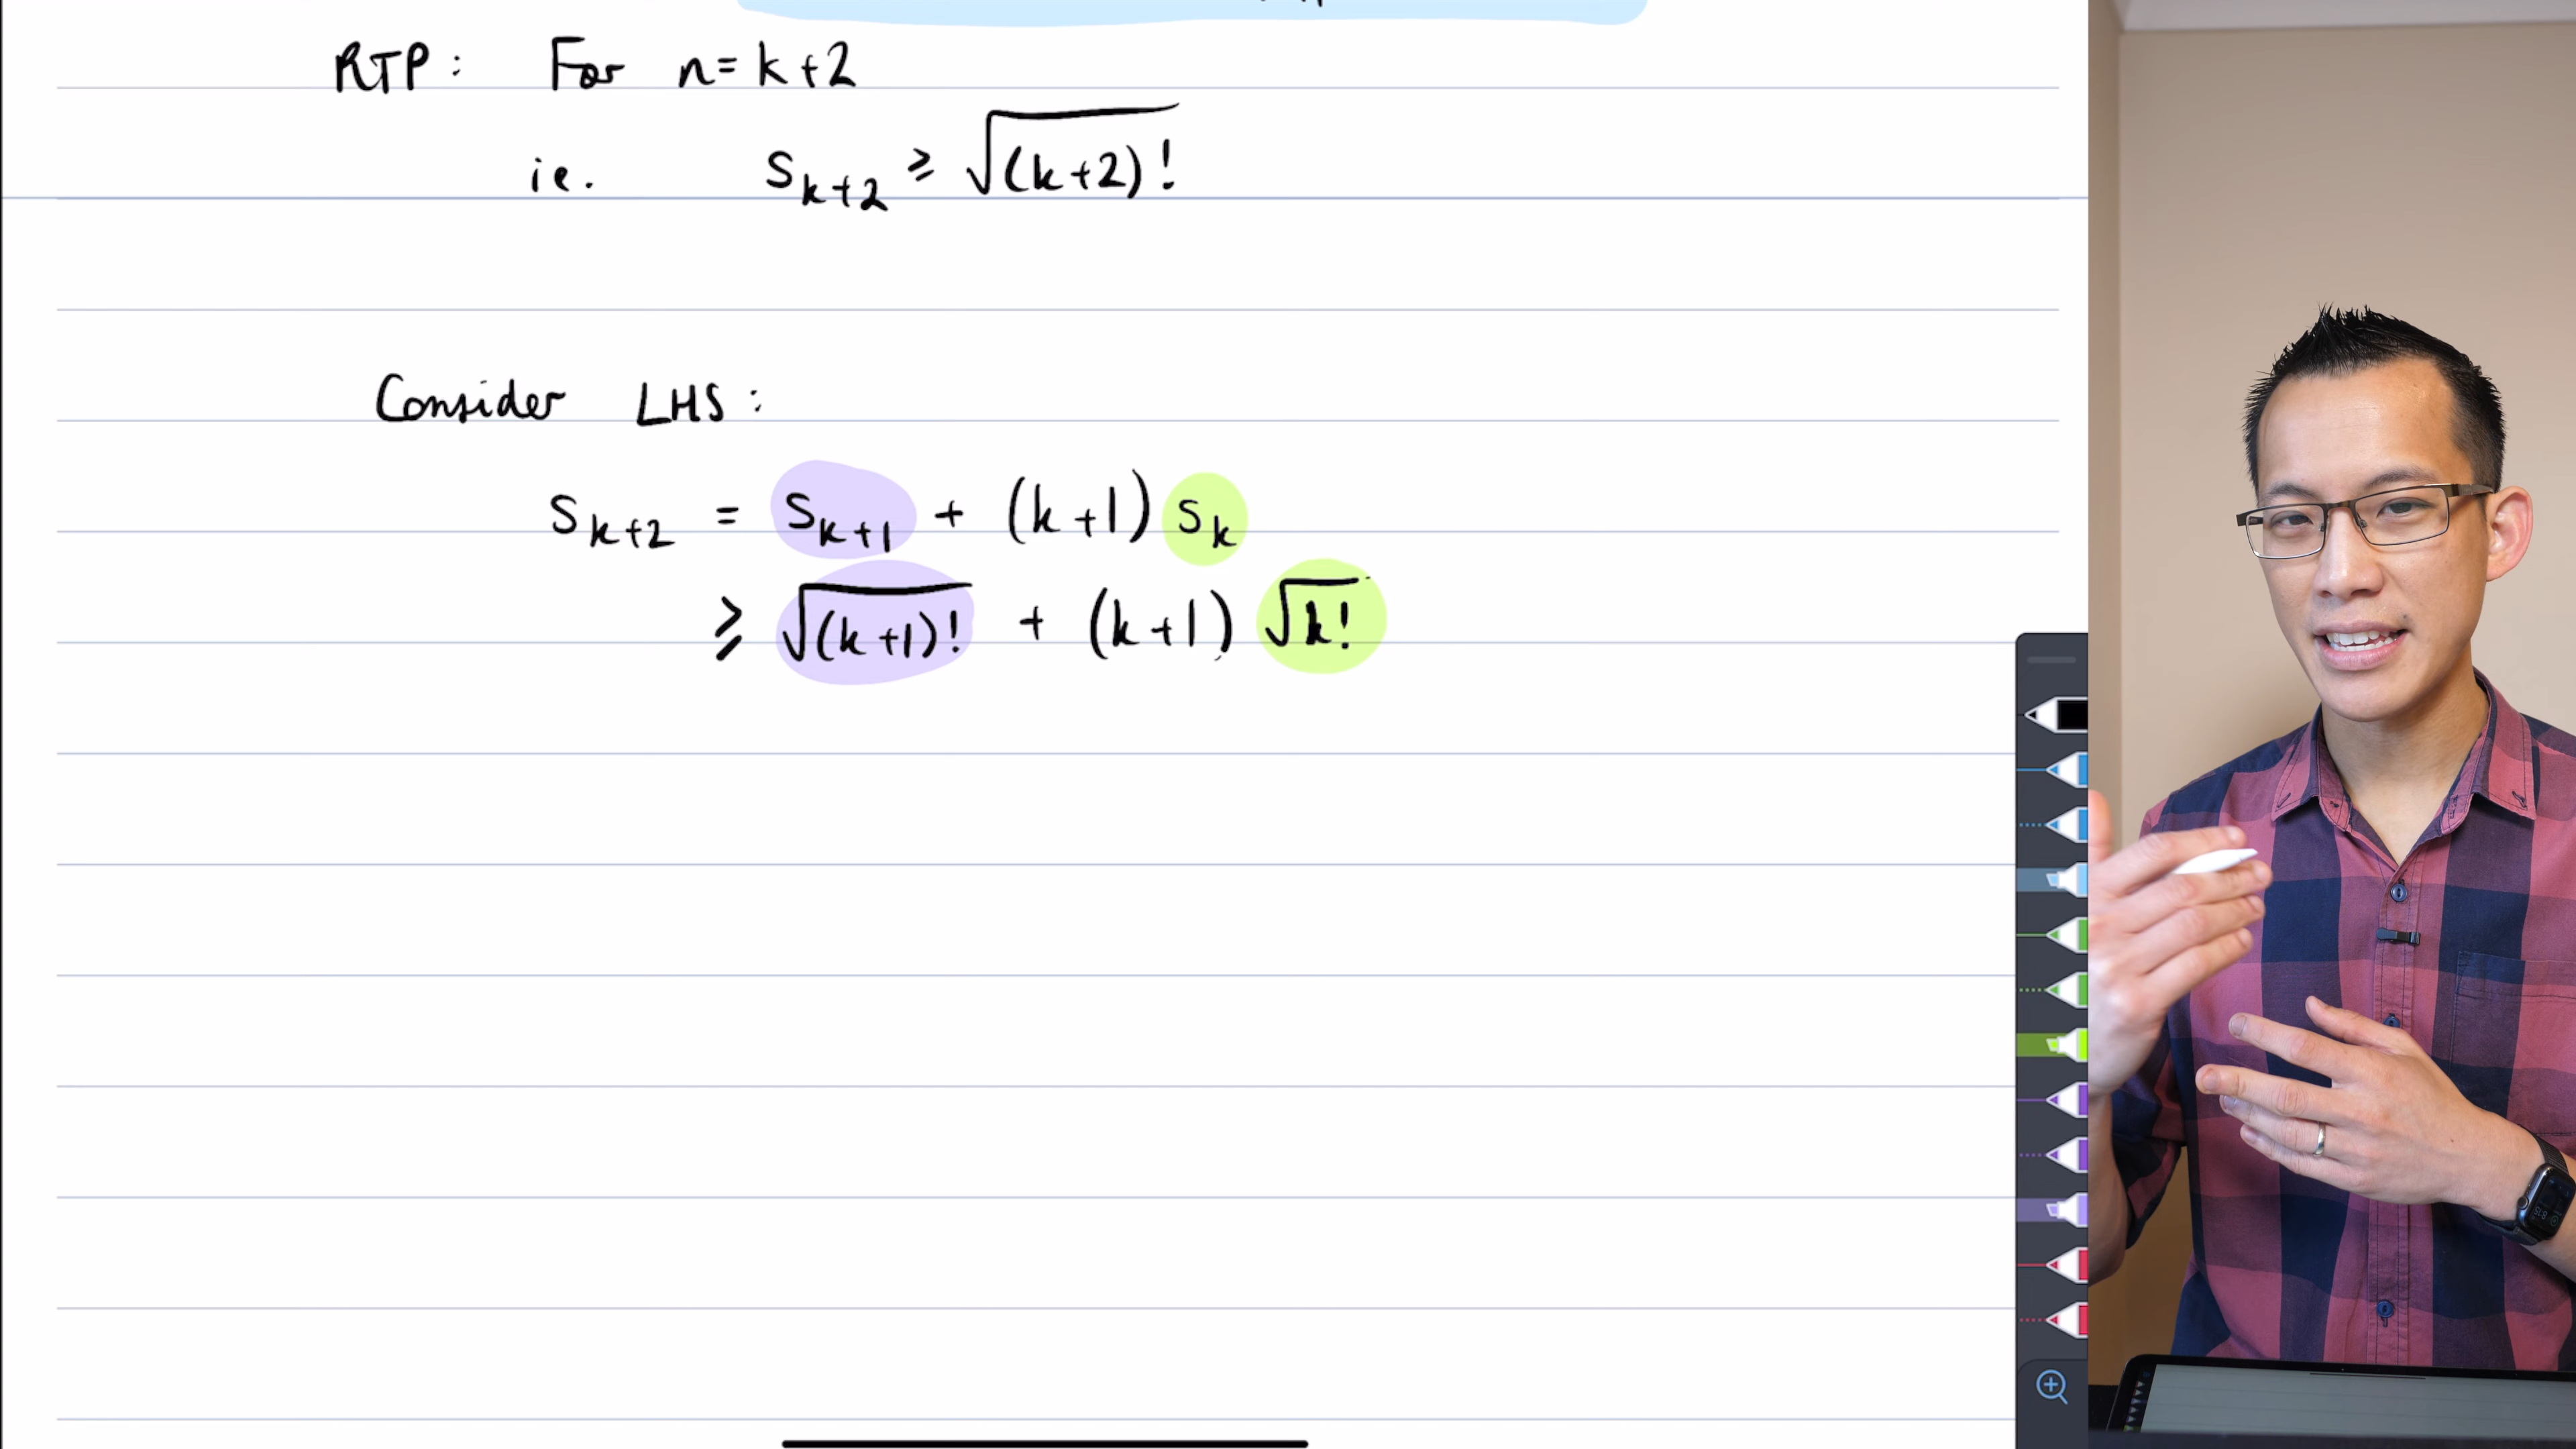 RTP: For n = k+2
ie. S_{k+2} ≥ √(k+2)!
Consider LHS:
S_{k+2} = S_{k+1} + (k+1) S_k
≥ √(k+1)! + (k+1) √k!